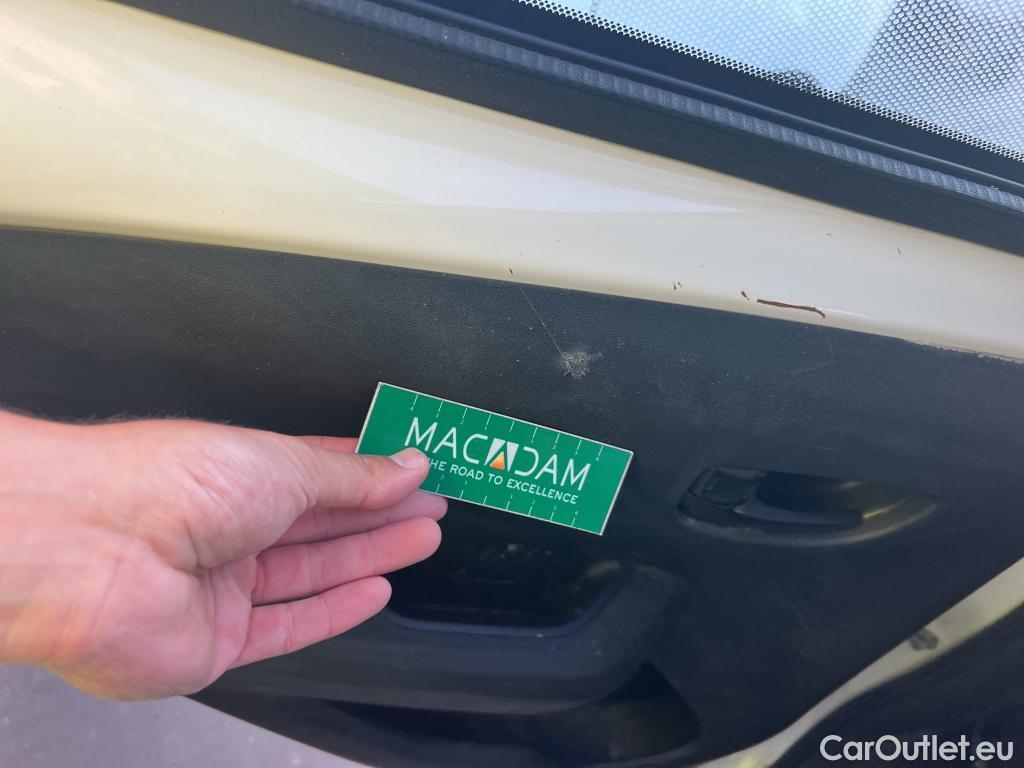 MACADAM
THE ROAD TO EXCELLENCE
CarOutlet.eu